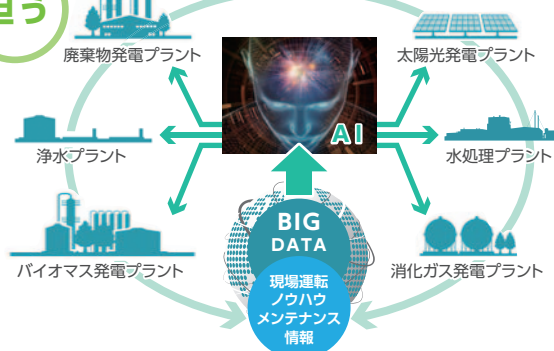 担う
廃棄物発電プラント
太陽光発電プラント
AI
浄水プラント
水処理プラント
BIG
DATA
バイオマス発電プラント
消化ガス発電プラント
現場運転
ノウハウ
メンテナンス
情報